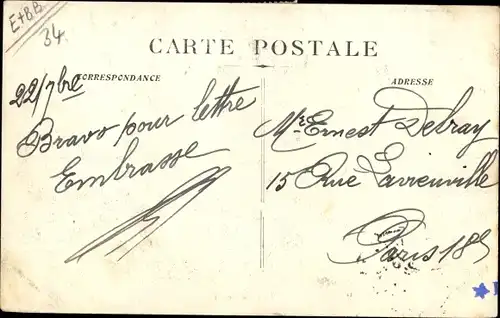 E+BB
34
CARTE POSTALE
CORRESPONDANCE
ADRESSE
22/7bre
Bravo pour lettre
Embrasse
Mr Ernest Debray
15 Rue Lavieuville
Paris 18e